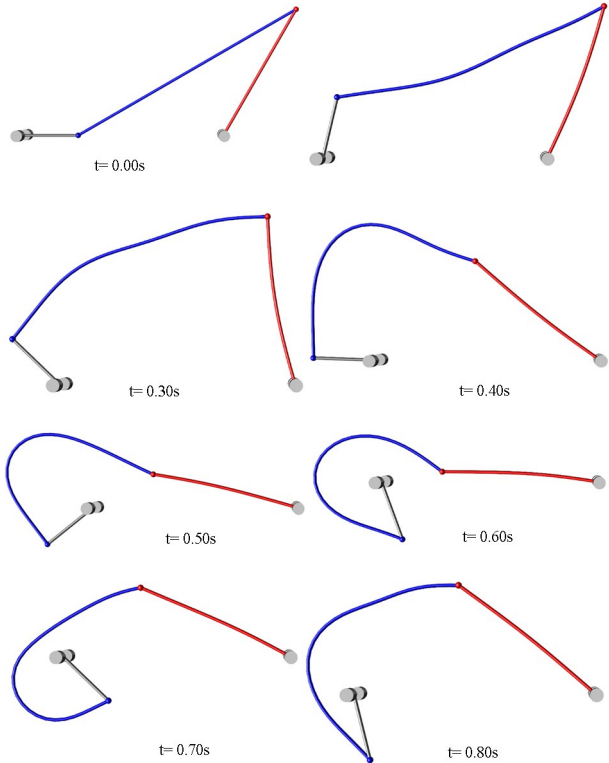 t= 0.00s
t= 0.30s
t= 0.40s
t= 0.50s
t= 0.60s
t= 0.70s
t= 0.80s